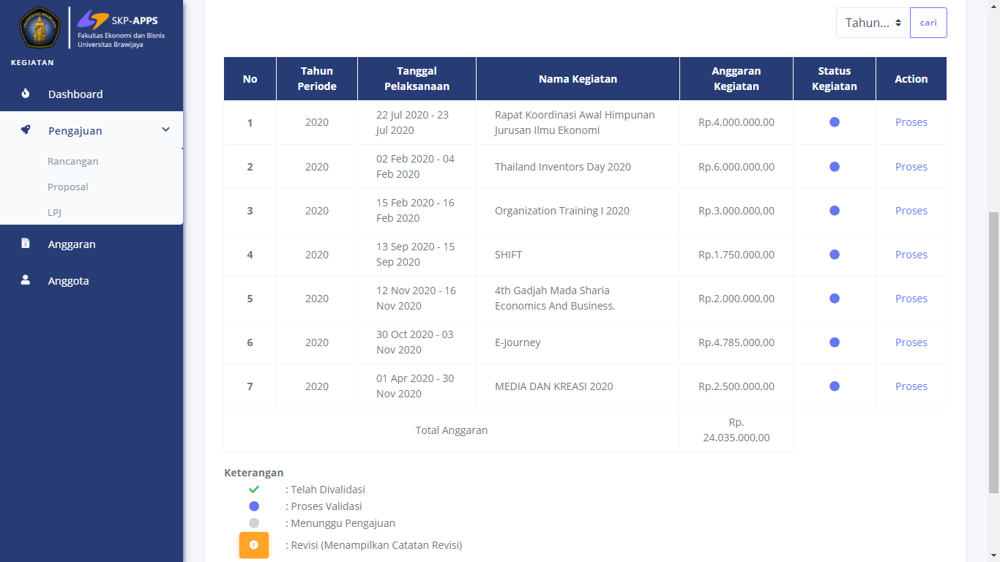 SKP-APPS
Fakultas Ekonomi dan Bisnis
Universitas Brawijaya
KEGIATAN
Dashboard
Pengajuan
Rancangan
Proposal
LPJ
Anggaran
Anggota
Tahun... cari
No Tahun Periode Tanggal Pelaksanaan Nama Kegiatan Anggaran Kegiatan Status Kegiatan Action
1 2020 22 Jul 2020 - 23 Jul 2020 Rapat Koordinasi Awal Himpunan Jurusan Ilmu Ekonomi Rp.4.000.000,00 Proses
2 2020 02 Feb 2020 - 04 Feb 2020 Thailand Inventors Day 2020 Rp.6.000.000,00 Proses
3 2020 15 Feb 2020 - 16 Feb 2020 Organization Training I 2020 Rp.3.000.000,00 Proses
4 2020 13 Sep 2020 - 15 Sep 2020 SHIFT Rp.1.750.000,00 Proses
5 2020 12 Nov 2020 - 16 Nov 2020 4th Gadjah Mada Sharia Economics And Business. Rp.2.000.000,00 Proses
6 2020 30 Oct 2020 - 03 Nov 2020 E-Journey Rp.4.785.000,00 Proses
7 2020 01 Apr 2020 - 30 Nov 2020 MEDIA DAN KREASI 2020 Rp.2.500.000,00 Proses
Total Anggaran Rp. 24.035.000,00
Keterangan
: Telah Divalidasi
: Proses Validasi
: Menunggu Pengajuan
: Revisi (Menampilkan Catatan Revisi)